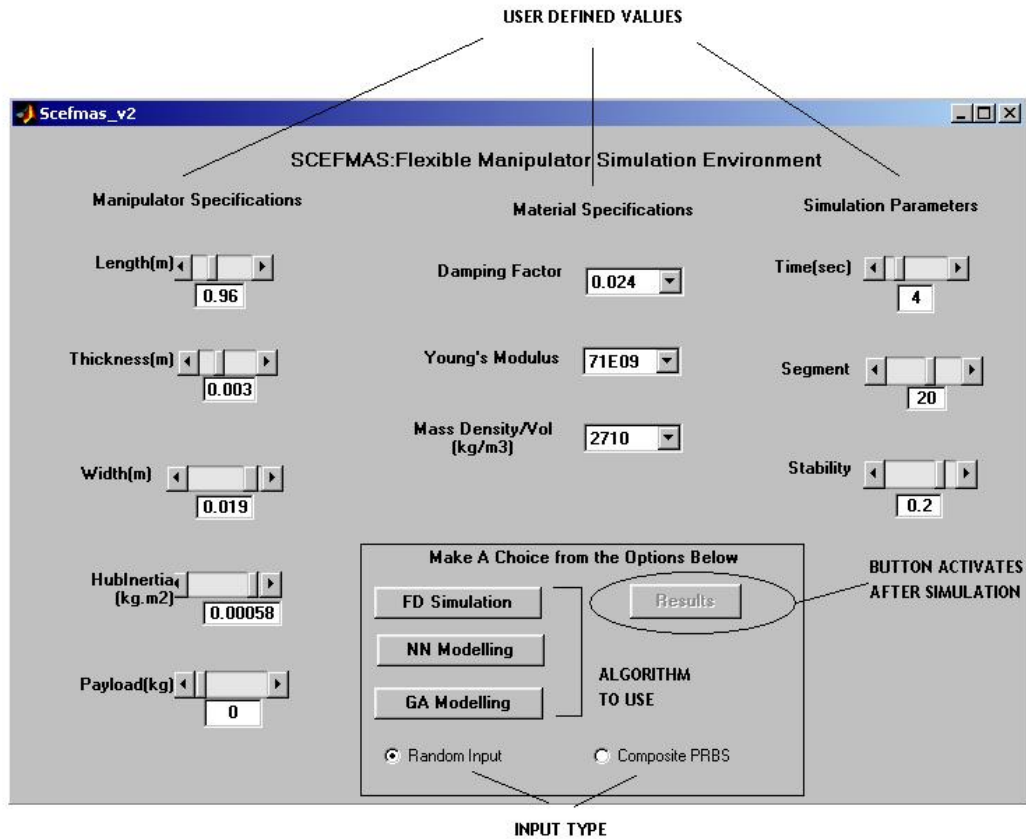 USER DEFINED VALUES
Scefmas_v2
SCEFMAS:Flexible Manipulator Simulation Environment
Manipulator Specifications
Length(m)
0.96
Thickness(m)
0.003
Width(m)
0.019
HubInertia
(kg.m2)
0.00058
Payload(kg)
0
Material Specifications
Damping Factor
0.024
Young's Modulus
71E09
Mass Density/Vol
(kg/m3)
2710
Simulation Parameters
Time(sec)
4
Segment
20
Stability
0.2
Make A Choice from the Options Below
FD Simulation
NN Modelling
GA Modelling
Results
ALGORITHM
TO USE
Random Input
Composite PRBS
BUTTON ACTIVATES
AFTER SIMULATION
INPUT TYPE